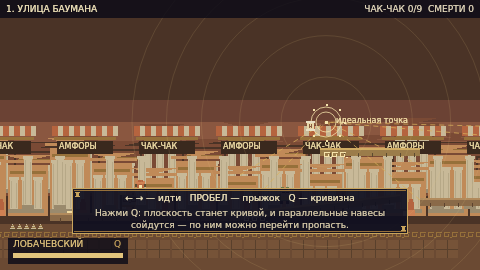 1. УЛИЦА БАУМАНА
ЧАК-ЧАК 0/9 СМЕРТИ 0
идеальная точка
ЧАК
АМФОРЫ
ЧАК-ЧАК
АМФОРЫ
ЧАК-ЧАК
АМФОРЫ
ЧА
← → — идти ПРОБЕЛ — прыжок Q — кривизна
Нажми Q: плоскость станет кривой, и параллельные навесы
сойдутся — по ним можно перейти пропасть.
ЛОБАЧЕВСКИЙ Q